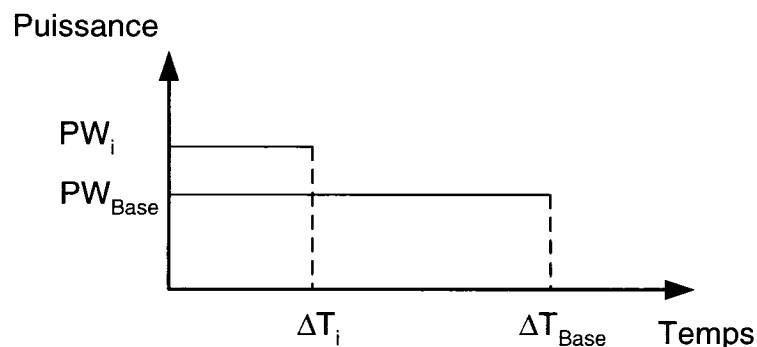 Puissance
PWi
PWBase
ΔTi
ΔTBase
Temps